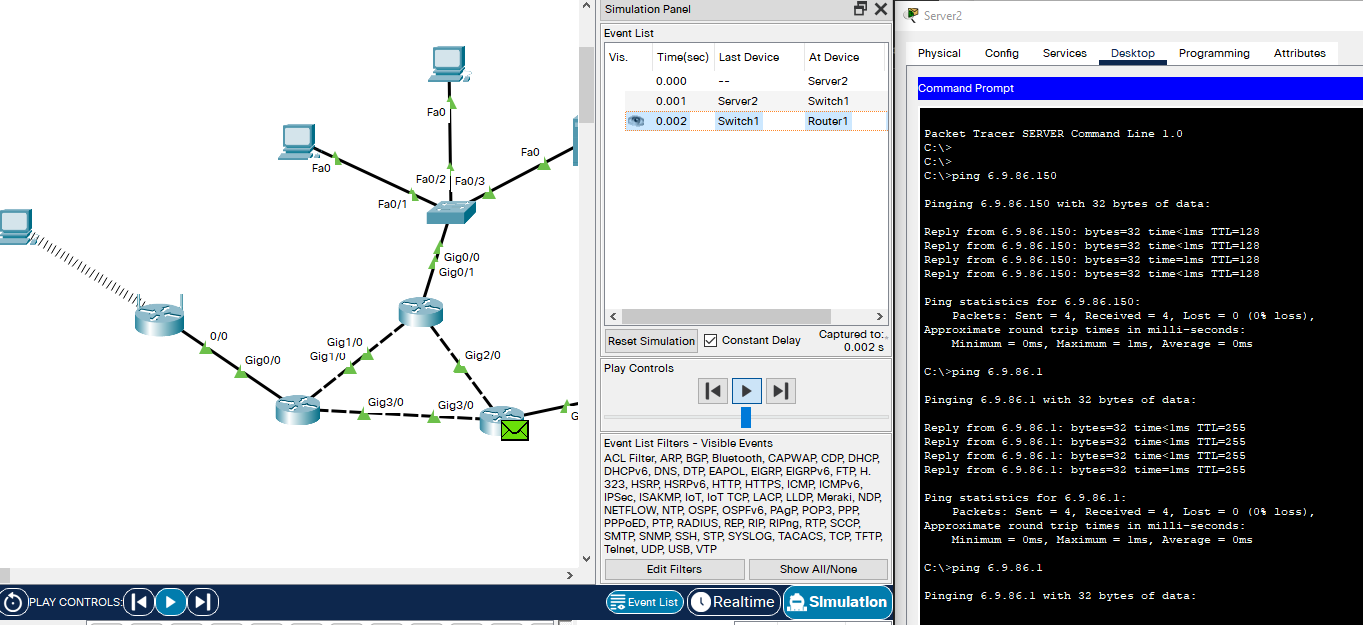 Fa0
Fa0
Fa0
Fa0/2
Fa0/3
Fa0/1
Gig0/0
Gig0/1
0/0
Gig1/0
Gig1/0
Gig2/0
Gig0/0
Gig3/0
Gig3/0
G
PLAY CONTROLS:
Simulation Panel
Event List
Vis. Time(sec) Last Device At Device
0.000 -- Server2
0.001 Server2 Switch1
0.002 Switch1 Router1
Reset Simulation Constant Delay Captured to:
0.002 s
Play Controls
Event List Filters - Visible Events
ACL Filter, ARP, BGP, Bluetooth, CAPWAP, CDP, DHCP,
DHCPv6, DNS, DTP, EAPOL, EIGRP, EIGRPv6, FTP, H.
323, HSRP, HSRPv6, HTTP, HTTPS, ICMP, ICMPv6,
IPSec, ISAKMP, IoT, IoT TCP, LACP, LLDP, Meraki, NDP,
NETFLOW, NTP, OSPF, OSPFv6, PAgP, POP3, PPP,
PPPoED, PTP, RADIUS, REP, RIP, RIPng, RTP, SCCP,
SMTP, SNMP, SSH, STP, SYSLOG, TACACS, TCP, TFTP,
Telnet, UDP, USB, VTP
Edit Filters Show All/None
Event List Realtime Simulation
Server2
Physical Config Services Desktop Programming Attributes
Command Prompt
Packet Tracer SERVER Command Line 1.0
C:\>
C:\>
C:\>ping 6.9.86.150
Pinging 6.9.86.150 with 32 bytes of data:
Reply from 6.9.86.150: bytes=32 time<1ms TTL=128
Reply from 6.9.86.150: bytes=32 time<1ms TTL=128
Reply from 6.9.86.150: bytes=32 time=1ms TTL=128
Reply from 6.9.86.150: bytes=32 time<1ms TTL=128
Ping statistics for 6.9.86.150:
Packets: Sent = 4, Received = 4, Lost = 0 (0% loss),
Approximate round trip times in milli-seconds:
Minimum = 0ms, Maximum = 1ms, Average = 0ms
C:\>ping 6.9.86.1
Pinging 6.9.86.1 with 32 bytes of data:
Reply from 6.9.86.1: bytes=32 time<1ms TTL=255
Reply from 6.9.86.1: bytes=32 time<1ms TTL=255
Reply from 6.9.86.1: bytes=32 time<1ms TTL=255
Reply from 6.9.86.1: bytes=32 time=1ms TTL=255
Ping statistics for 6.9.86.1:
Packets: Sent = 4, Received = 4, Lost = 0 (0% loss),
Approximate round trip times in milli-seconds:
Minimum = 0ms, Maximum = 1ms, Average = 0ms
C:\>ping 6.9.86.1
Pinging 6.9.86.1 with 32 bytes of data: